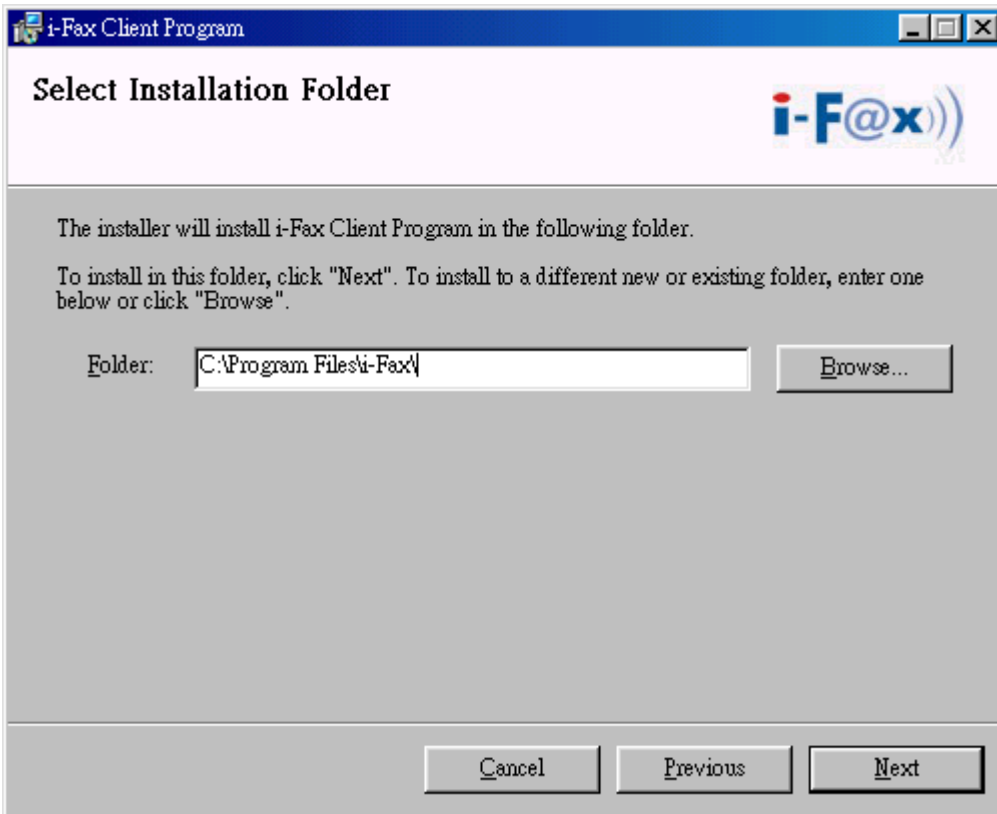 i-Fax Client Program
Select Installation Folder
i-F@x
The installer will install i-Fax Client Program in the following folder.
To install in this folder, click "Next". To install to a different new or existing folder, enter one
below or click "Browse".
Folder: C:\Program Files\i-Fax\ Browse...
Cancel Previous Next